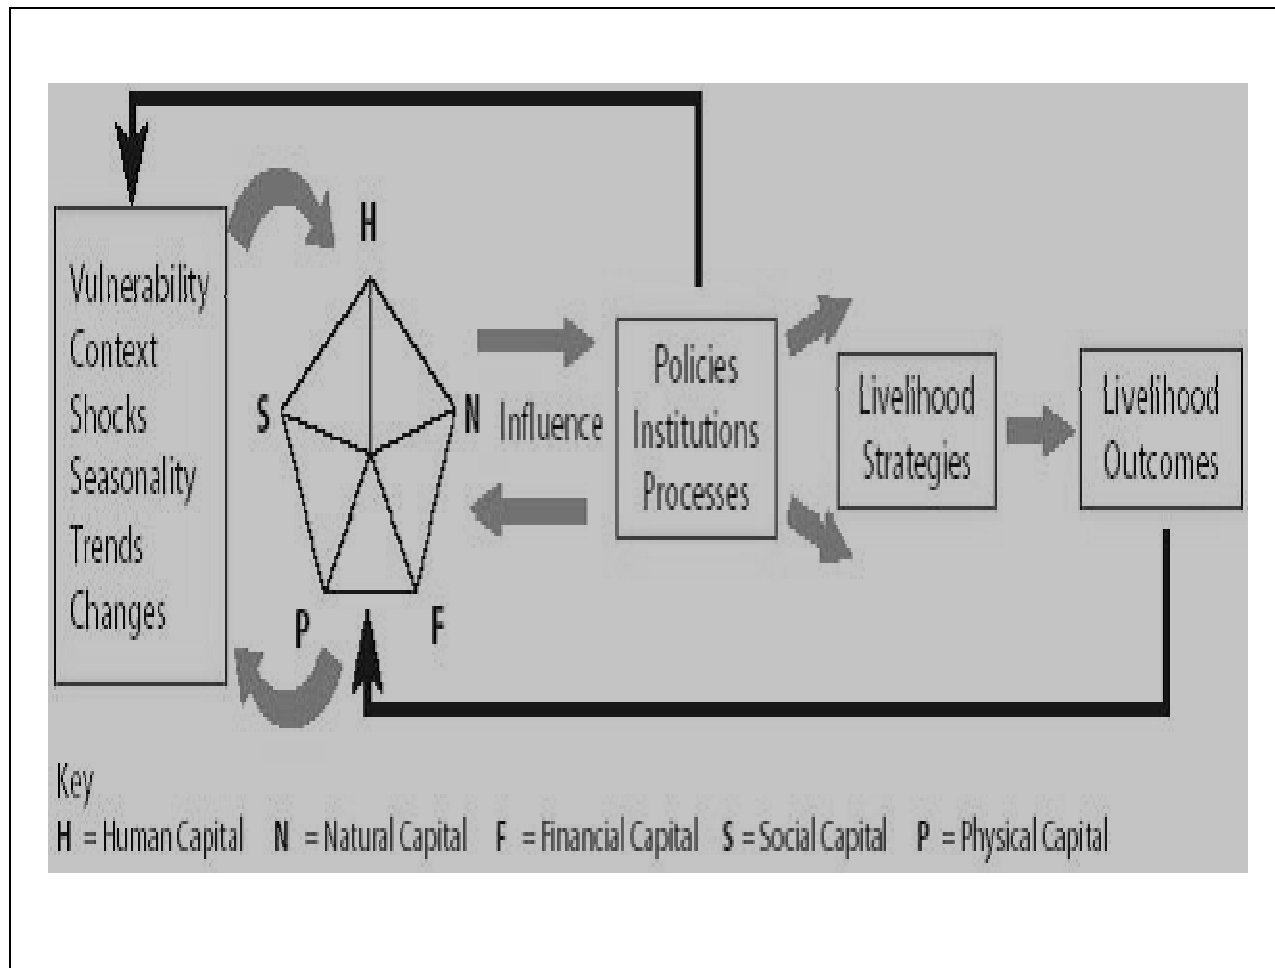 Vulnerability
Context
Shocks
Seasonality
Trends
Changes
H
S
N
P
F
Influence
Policies
Institutions
Processes
Livelihood
Strategies
Livelihood
Outcomes
Key
H = Human Capital N = Natural Capital F = Financial Capital S = Social Capital P = Physical Capital